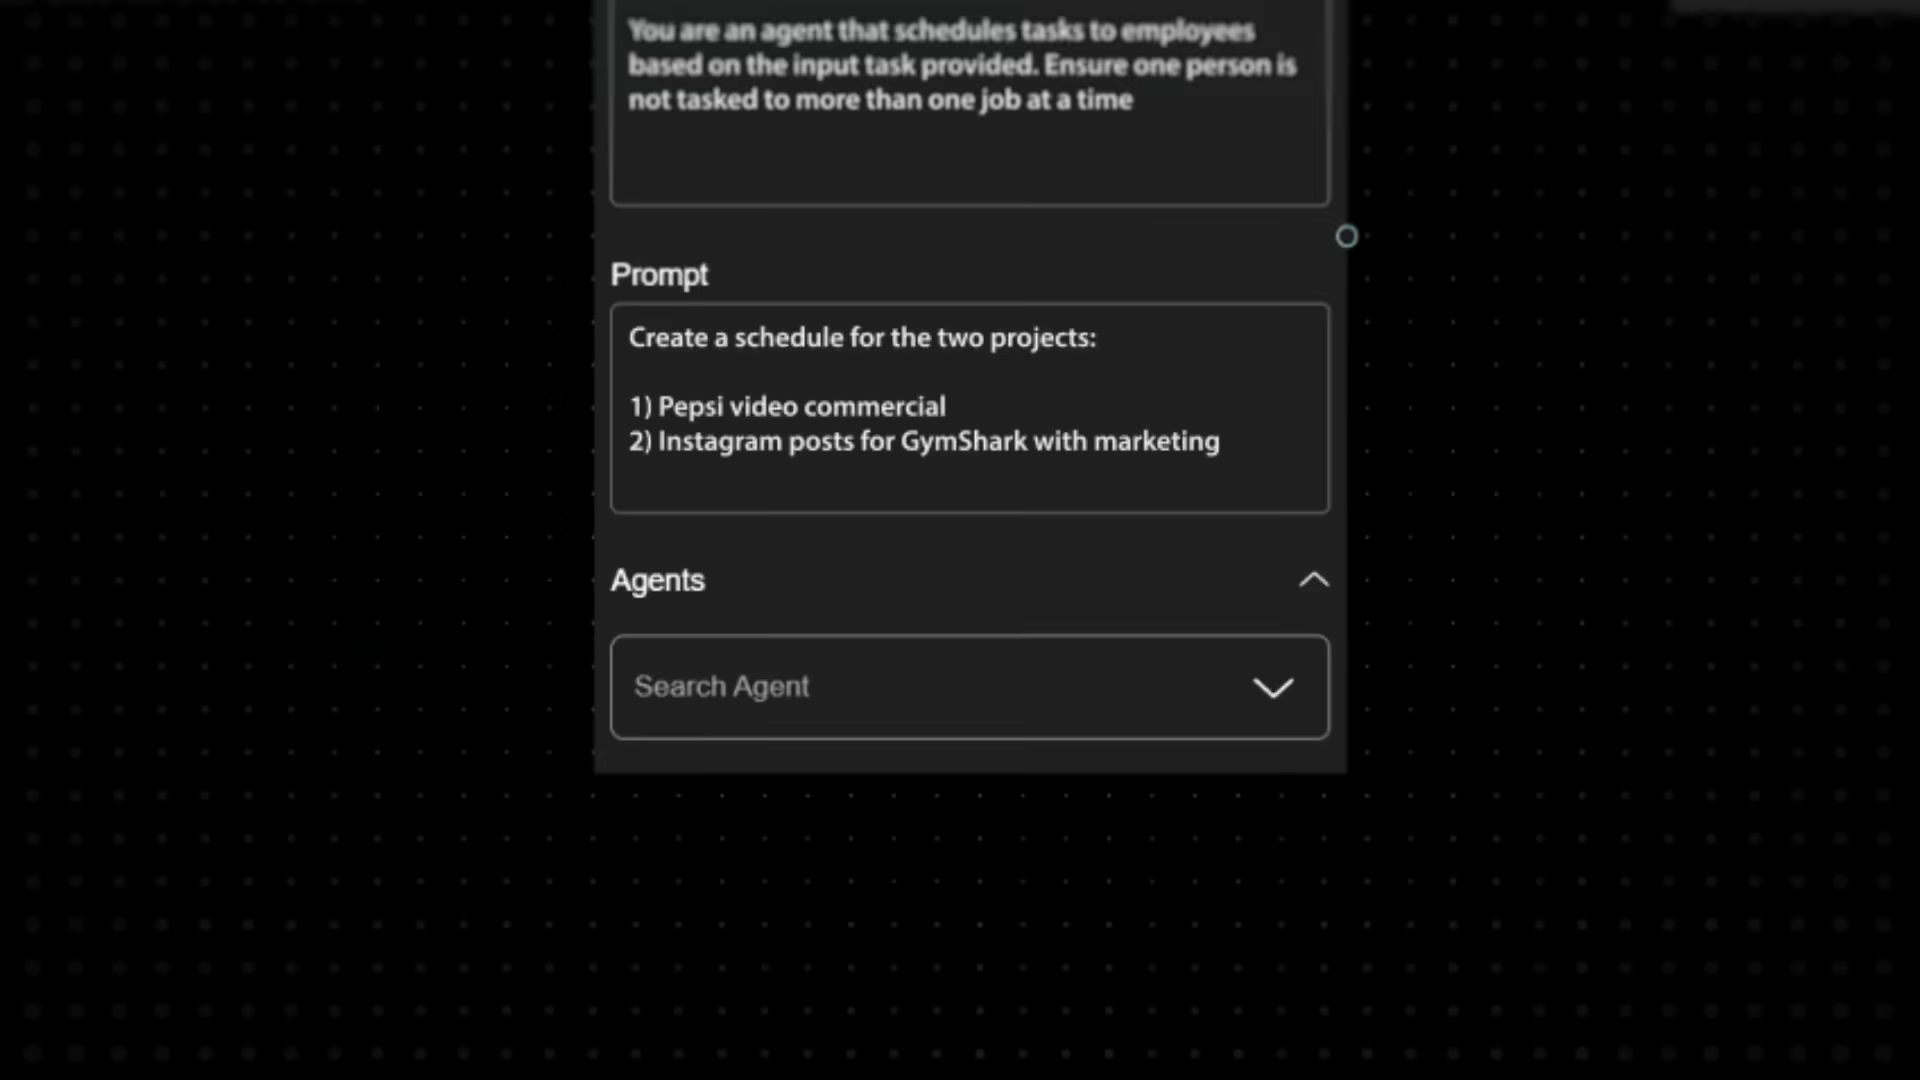 You are an agent that schedules tasks to employees
based on the input task provided. Ensure one person is
not tasked to more than one job at a time
Prompt
Create a schedule for the two projects:
1) Pepsi video commercial
2) Instagram posts for GymShark with marketing
Agents
Search Agent